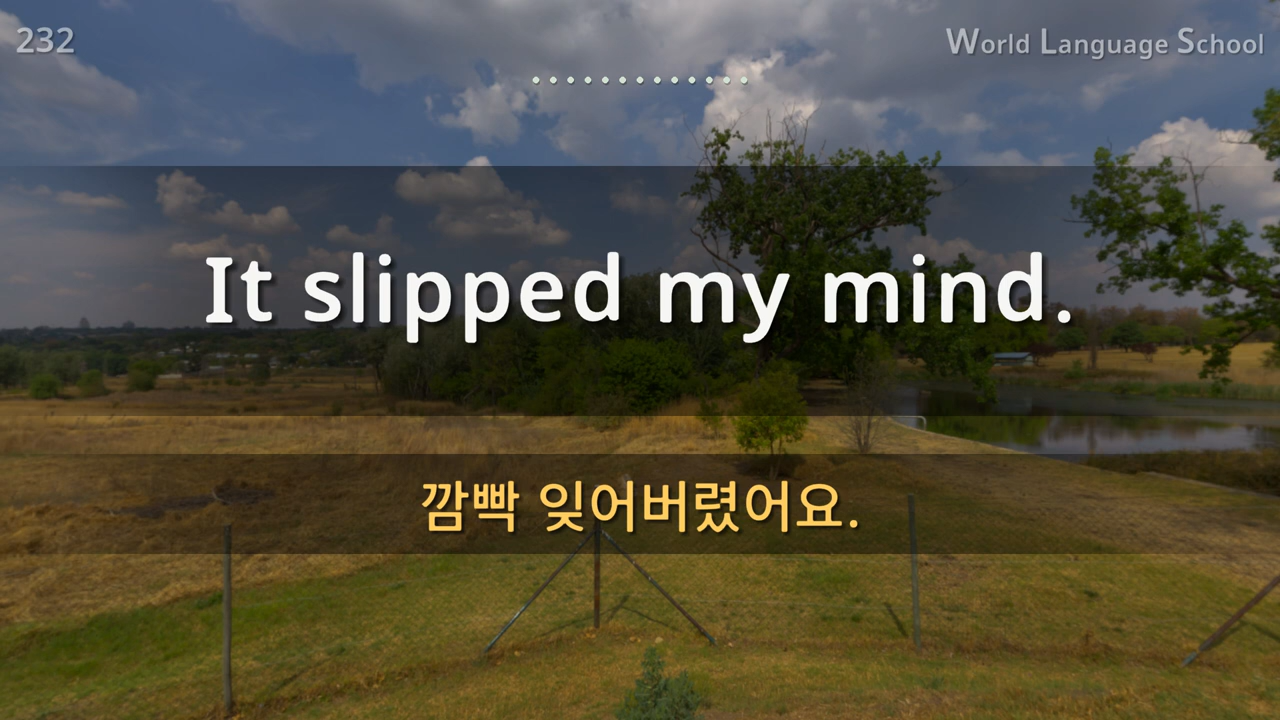 232
World Language School
It slipped my mind.
깜빡 잊어버렸어요.